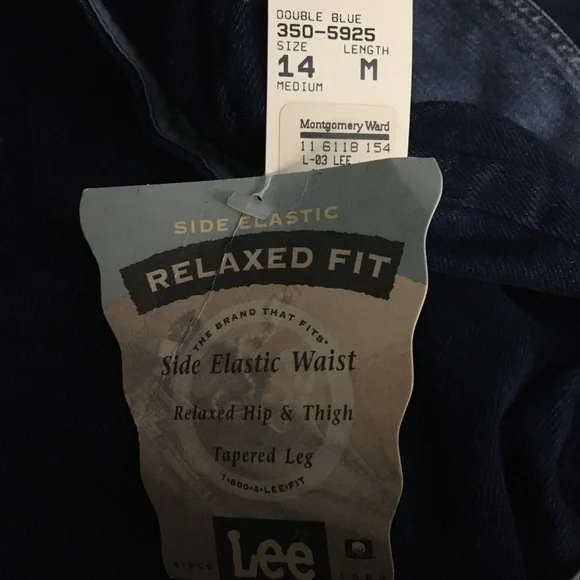 DOUBLE BLUE
350-5925
SIZE LENGTH
14 M
MEDIUM
Montgomery Ward
11 6118 154
L-03 LEE
SIDE ELASTIC
RELAXED FIT
THE BRAND THAT FITS®
Side Elastic Waist
Relaxed Hip & Thigh
Tapered Leg
1•800•4•LEE•FIT
Lee
SINCE